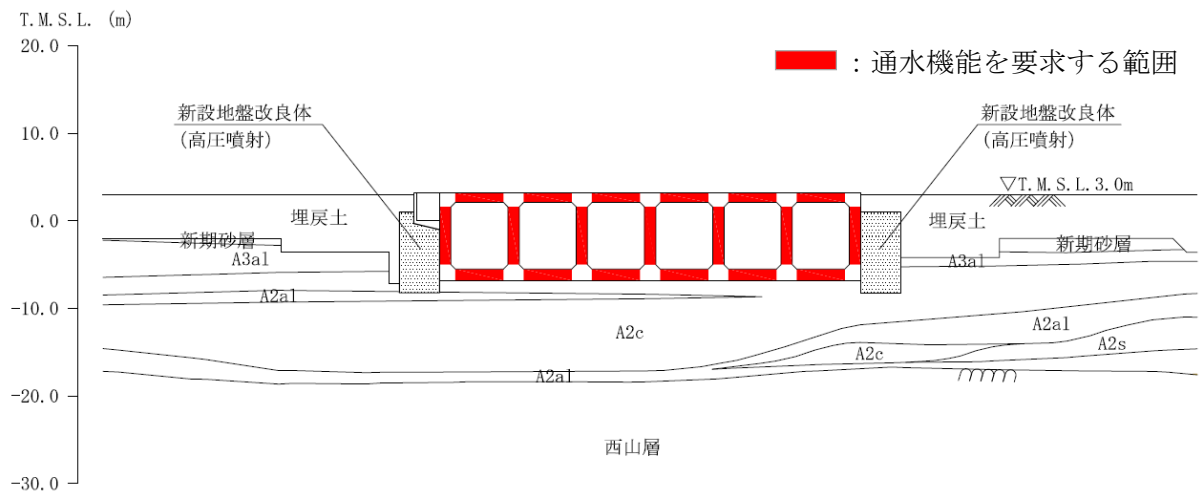 T.M.S.L. (m)
20.0
：通水機能を要求する範囲
新設地盤改良体
(高圧噴射)
新設地盤改良体
(高圧噴射)
10.0
▽T.M.S.L.3.0m
0.0
埋戻土
埋戻土
新期砂層
新期砂層
A3al
A3al
A2al
-10.0
A2c
A2al
A2c
A2s
A2al
-20.0
西山層
-30.0